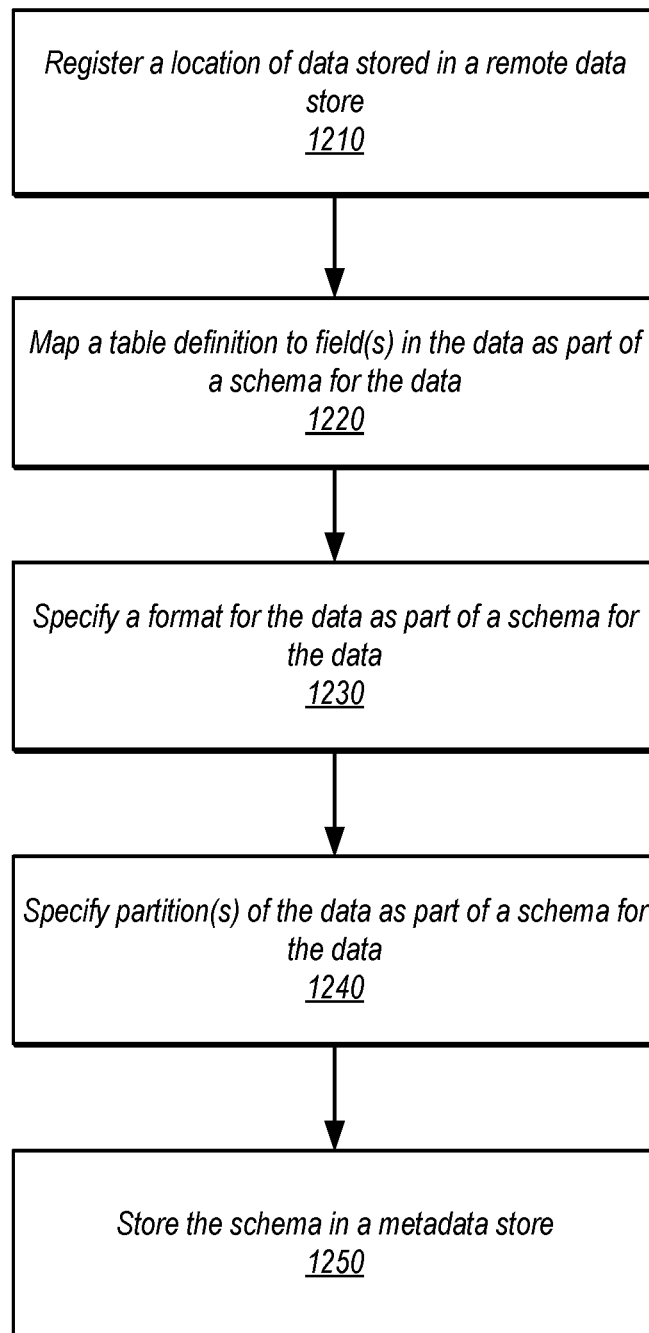 Register a location of data stored in a remote data
store
1210
Map a table definition to field(s) in the data as part of
a schema for the data
1220
Specify a format for the data as part of a schema for
the data
1230
Specify partition(s) of the data as part of a schema for
the data
1240
Store the schema in a metadata store
1250